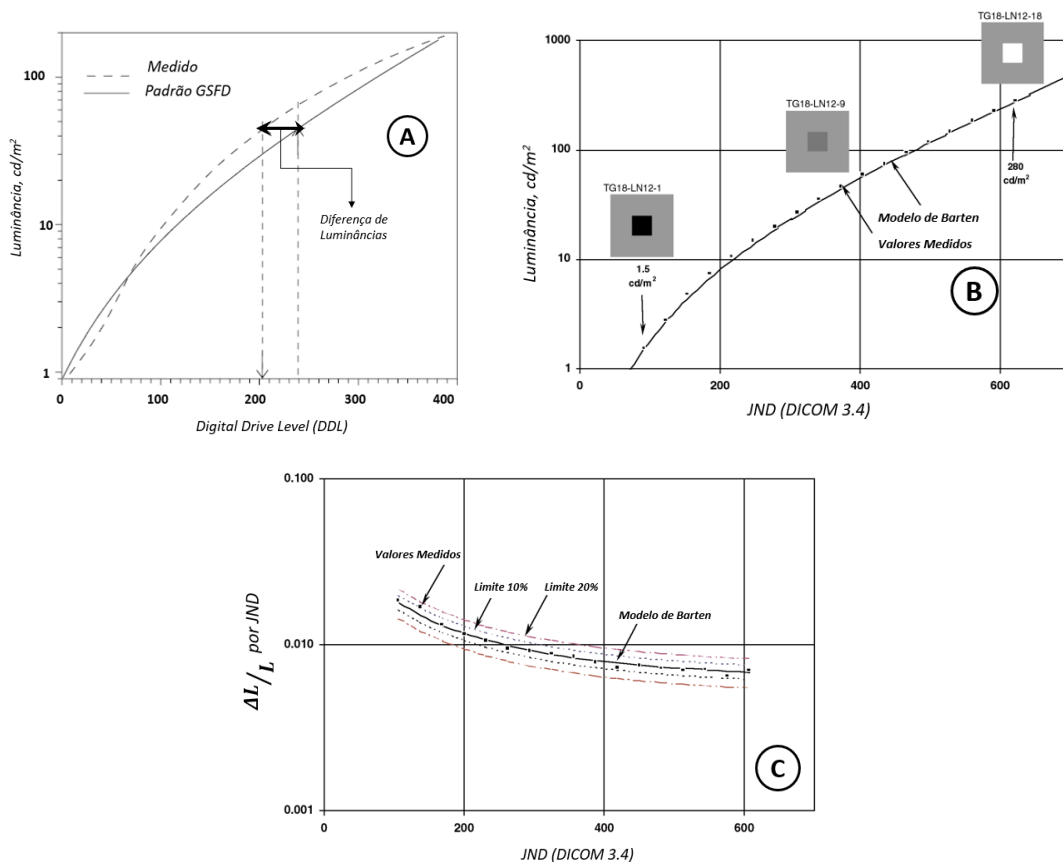 100
10
1
Luminância, cd/m²
Medido
Padrão GSFD
A
Diferença de
Luminâncias
0 100 200 300 400
Digital Drive Level (DDL)
TG18-LN12-18
1000
TG18-LN12-9
100
280
cd/m²
TG18-LN12-1
Modelo de Barten
Valores Medidos
10
1.5
cd/m²
B
1
Luminância, cd/m²
0 200 400 600
JND (DICOM 3.4)
0.100
Valores Medidos
Limite 10% Limite 20%
Modelo de Barten
0.010
ΔL/L por JND
C
0.001
0 200 400 600
JND (DICOM 3.4)